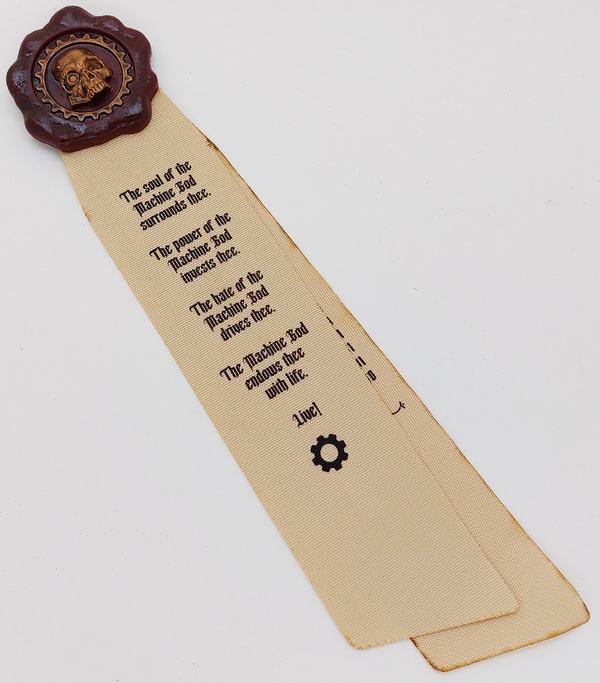 The soul of the
Machine God
surrounds thee.
The power of the
Machine God
invests thee.
The hate of the
Machine God
drives thee.
The Machine God
endows thee
with life.
Live!